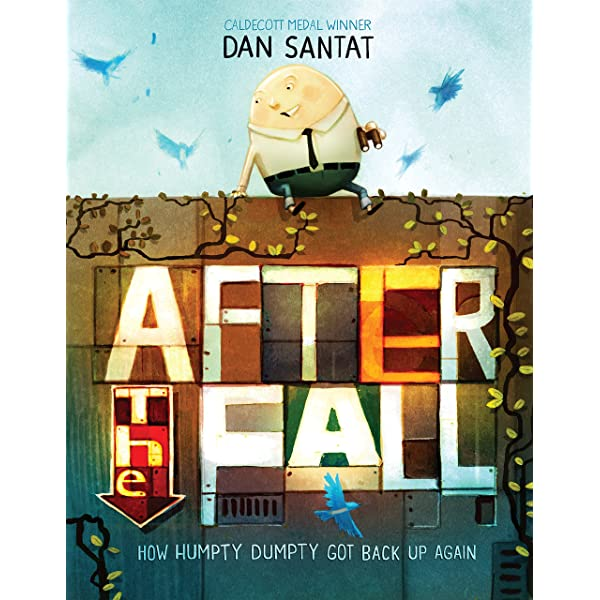 CALDECOTT MEDAL WINNER
DAN SANTAT
AFTER
The FALL
HOW HUMPTY DUMPTY GOT BACK UP AGAIN